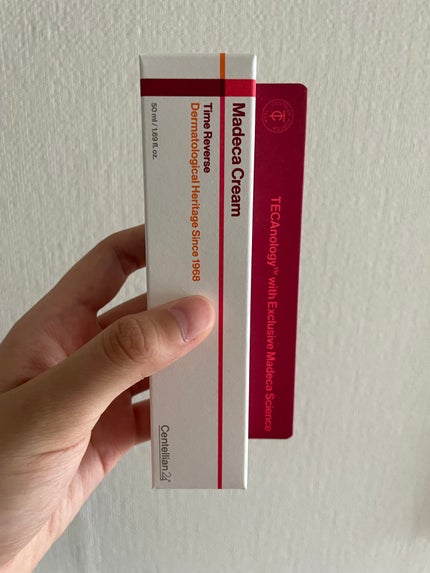 Madeca Cream
Time Reverse
Dermatological Heritage Since 1968
50 ml / 1.69 fl. oz.
Centellian24+
TECAnology™ with Exclusive Madeca Science